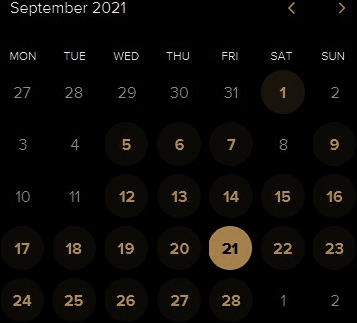 September 2021
MON TUE WED THU FRI SAT SUN
27 28 29 30 31 1 2
3 4 5 6 7 8 9
10 11 12 13 14 15 16
17 18 19 20 21 22 23
24 25 26 27 28 1 2